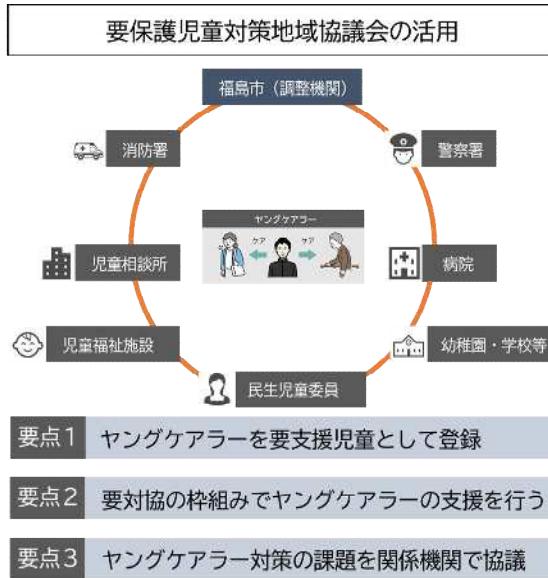 要保護児童対策地域協議会の活用
福島市（調整機関）
消防署
警察署
ヤングケアラー
ケア
ケア
児童相談所
病院
児童福祉施設
幼稚園・学校等
民生児童委員
要点1 ヤングケアラーを要支援児童として登録
要点2 要対協の枠組みでヤングケアラーの支援を行う
要点3 ヤングケアラー対策の課題を関係機関で協議